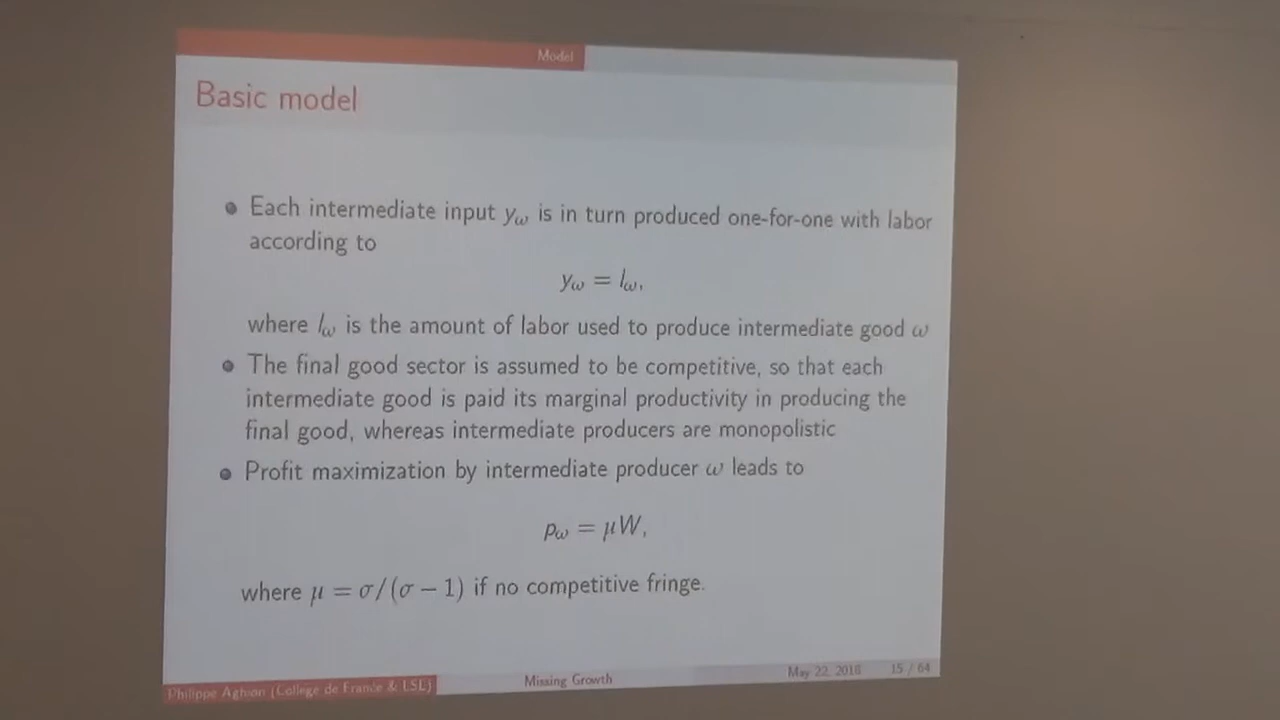 Model
Basic model
Each intermediate input yω is in turn produced one-for-one with labor
according to
yω = lω,
where lω is the amount of labor used to produce intermediate good ω
The final good sector is assumed to be competitive, so that each
intermediate good is paid its marginal productivity in producing the
final good, whereas intermediate producers are monopolistic
Profit maximization by intermediate producer ω leads to
pω = μW,
where μ = σ/(σ − 1) if no competitive fringe.
Philippe Aghion (College de France & LSL)
Missing Growth
May 22, 2018
15 / 64